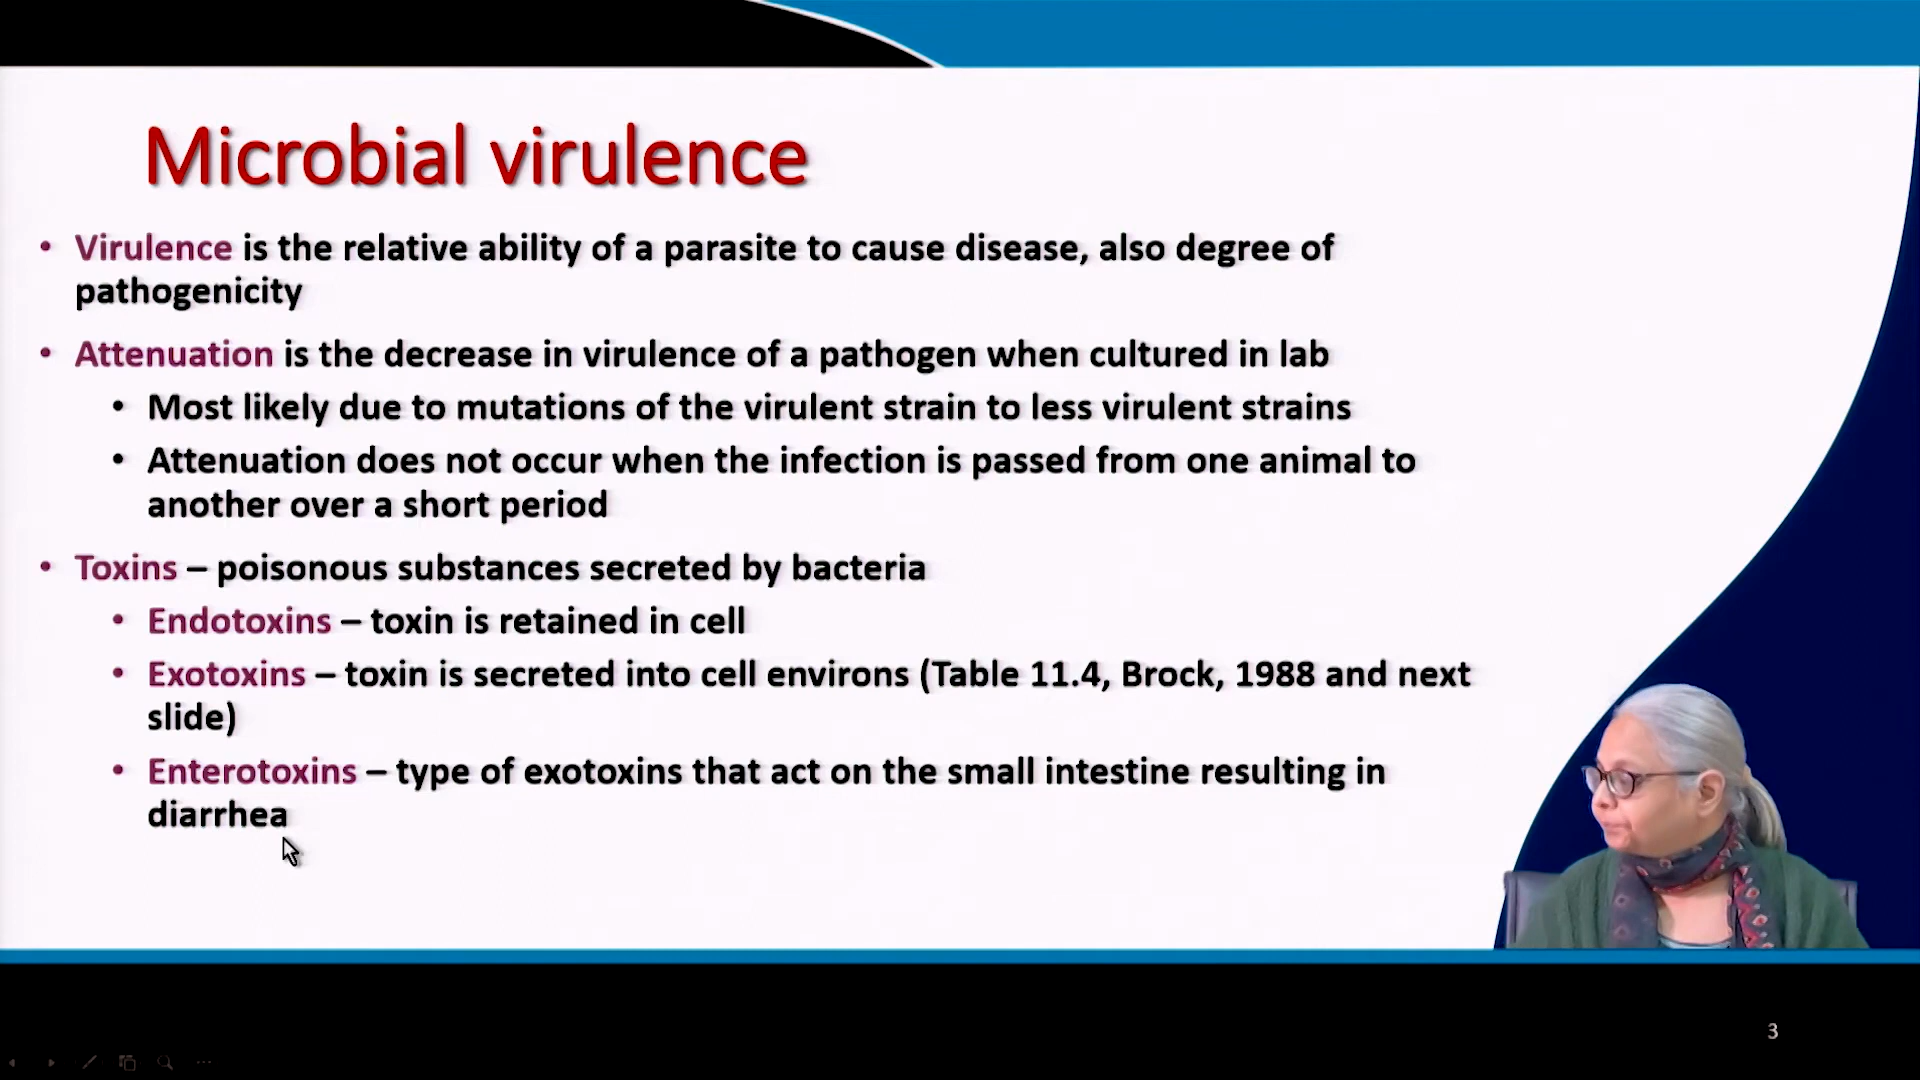 Microbial virulence
• Virulence is the relative ability of a parasite to cause disease, also degree of
pathogenicity
• Attenuation is the decrease in virulence of a pathogen when cultured in lab
• Most likely due to mutations of the virulent strain to less virulent strains
• Attenuation does not occur when the infection is passed from one animal to
another over a short period
• Toxins – poisonous substances secreted by bacteria
• Endotoxins – toxin is retained in cell
• Exotoxins – toxin is secreted into cell environs (Table 11.4, Brock, 1988 and next
slide)
• Enterotoxins – type of exotoxins that act on the small intestine resulting in
diarrhea
3